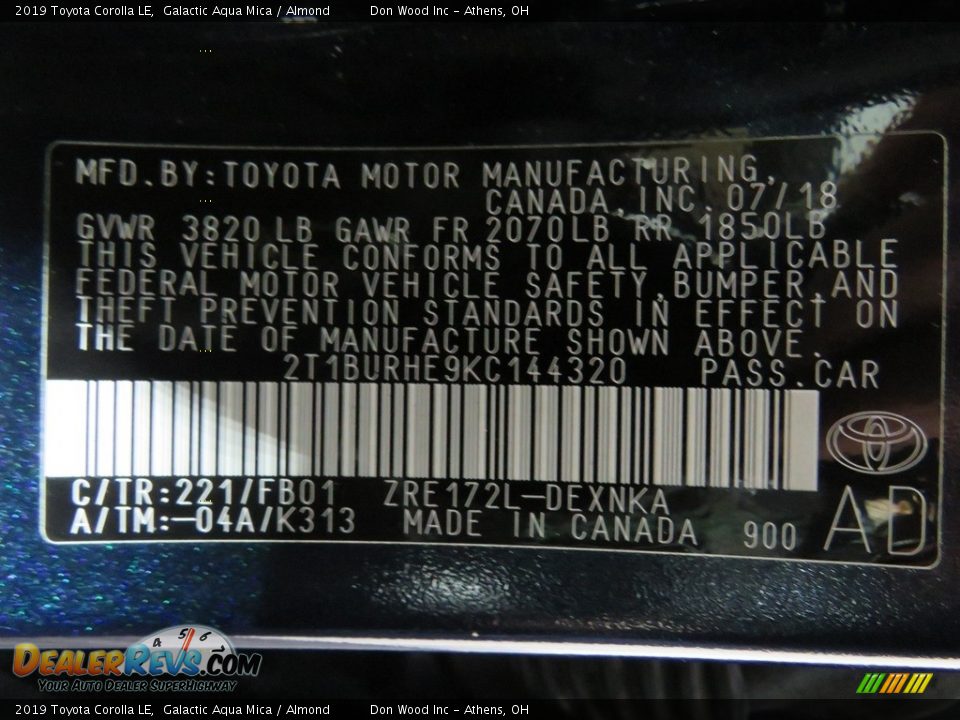 2019 Toyota Corolla LE, Galactic Aqua Mica / Almond Don Wood Inc - Athens, OH
MFD.BY:TOYOTA MOTOR MANUFACTURING,
CANADA, INC. 07/18
GVWR 3820 LB GAWR FR 2070LB RR 1850LB
THIS VEHICLE CONFORMS TO ALL APPLICABLE
FEDERAL MOTOR VEHICLE SAFETY,BUMPER,AND
THEFT PREVENTION STANDARDS IN EFFECT ON
THE DATE OF MANUFACTURE SHOWN ABOVE.
2T1BURHE9KC144320 PASS.CAR
C/TR:221/FB01 ZRE172L-DEXNKA
A/TM:-04A/K313 MADE IN CANADA 900 AD
4 5 6
DEALERREVS.COM
YOUR AUTO DEALER SUPERHIGHWAY
2019 Toyota Corolla LE, Galactic Aqua Mica / Almond Don Wood Inc - Athens, OH